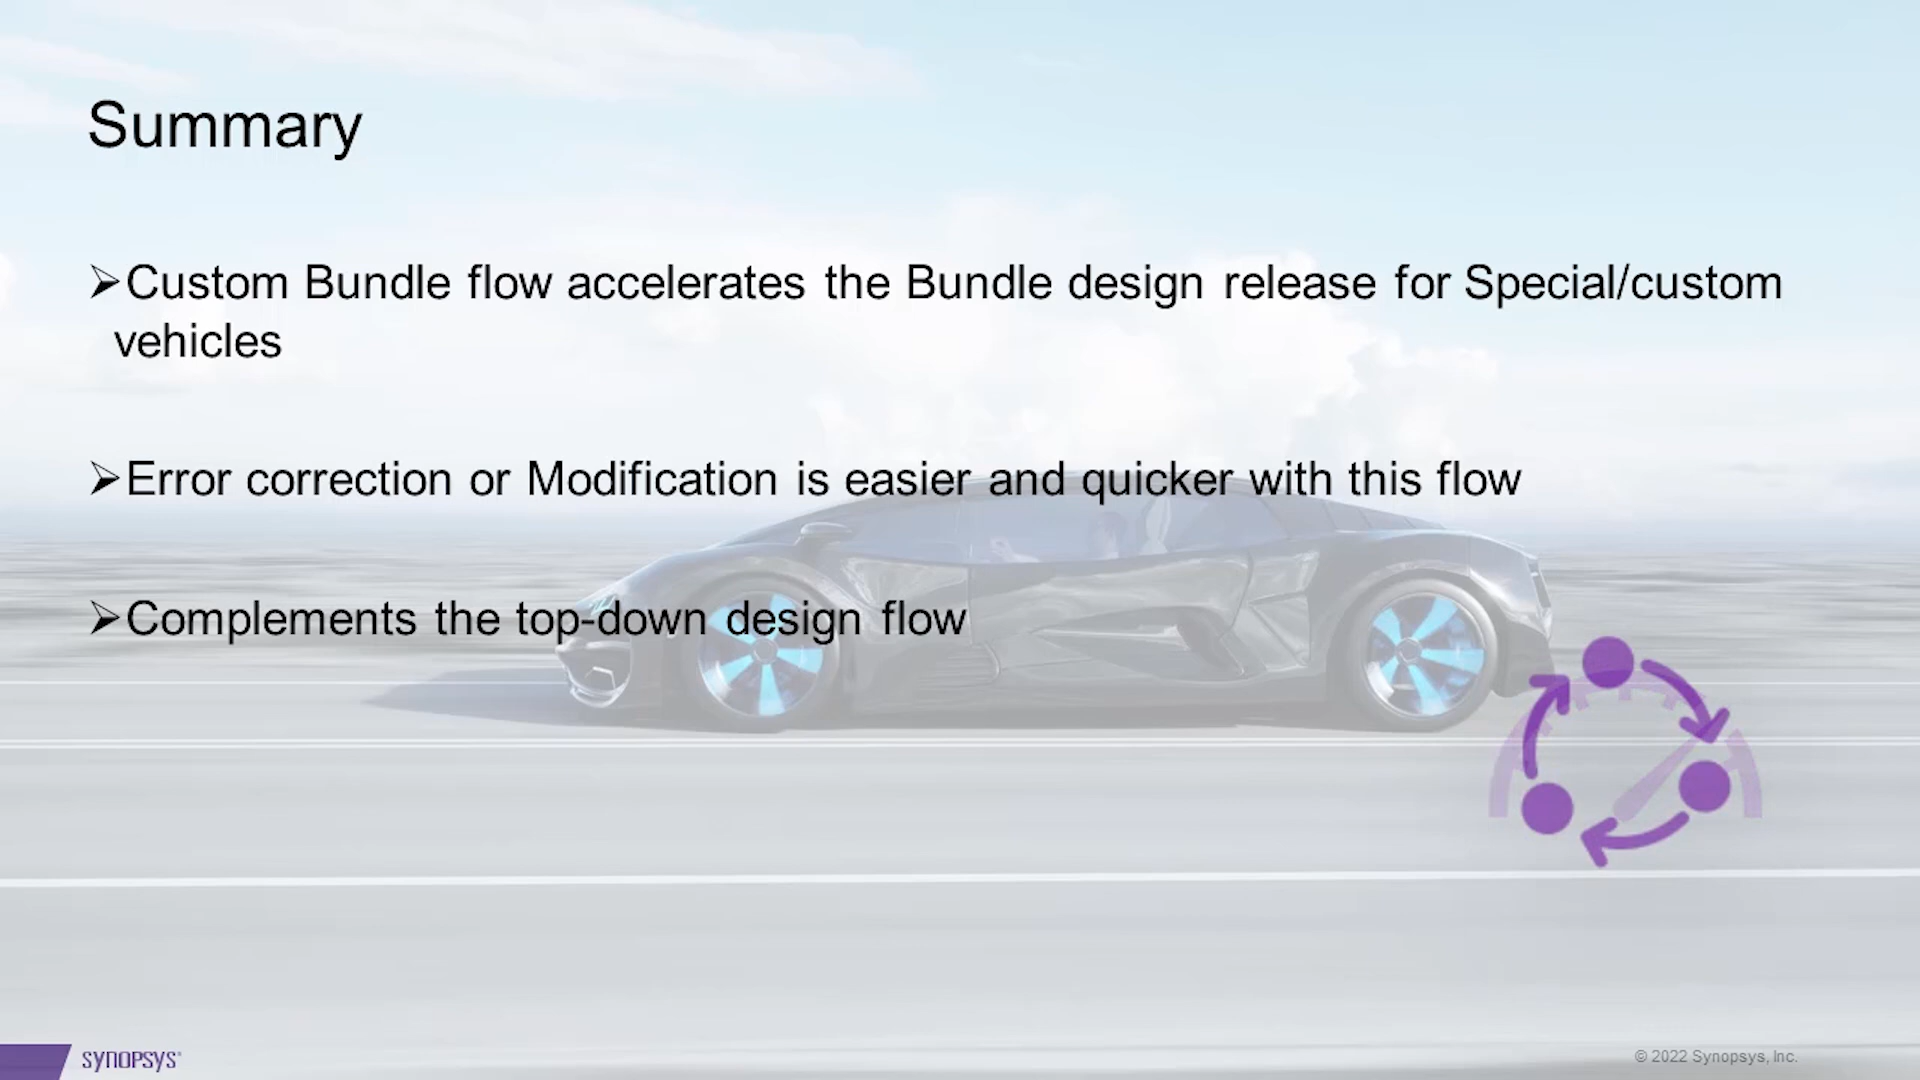 Summary
➢Custom Bundle flow accelerates the Bundle design release for Special/custom
vehicles
➢Error correction or Modification is easier and quicker with this flow
➢Complements the top-down design flow
SYNOPSYS®
© 2022 Synopsys, Inc.